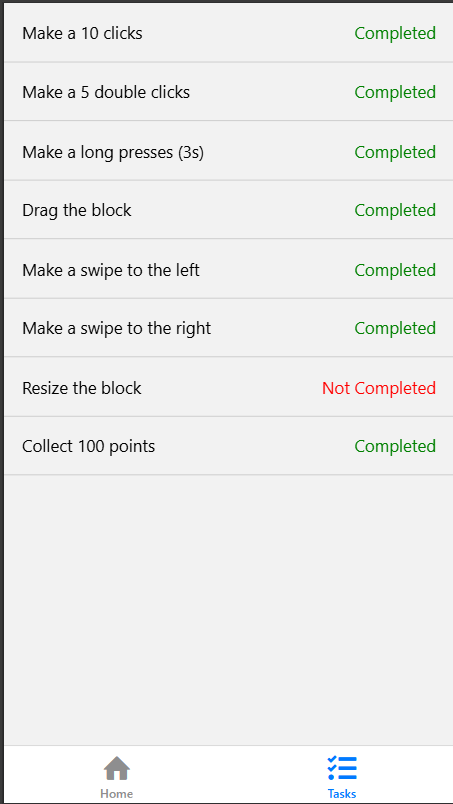 Make a 10 clicks Completed
Make a 5 double clicks Completed
Make a long presses (3s) Completed
Drag the block Completed
Make a swipe to the left Completed
Make a swipe to the right Completed
Resize the block Not Completed
Collect 100 points Completed
Home Tasks